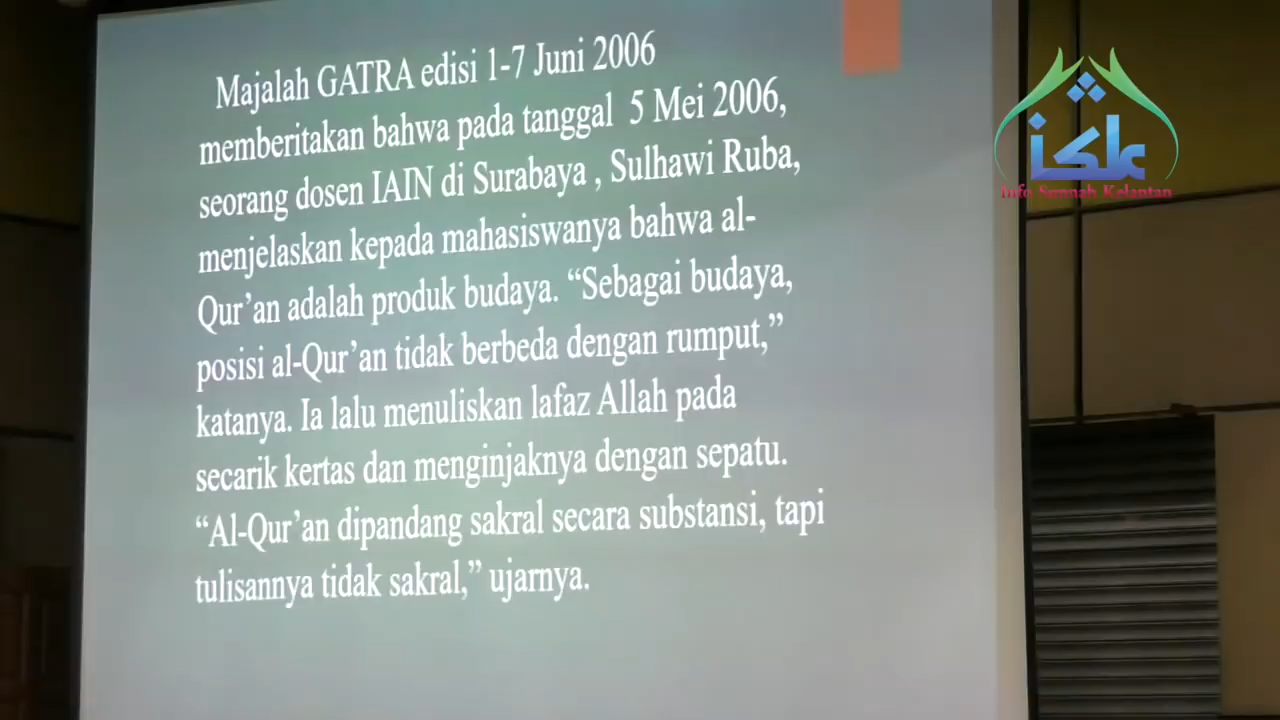 Majalah GATRA edisi 1-7 Juni 2006
memberitakan bahwa pada tanggal 5 Mei 2006,
seorang dosen IAIN di Surabaya , Sulhawi Ruba,
menjelaskan kepada mahasiswanya bahwa al-
Qur’an adalah produk budaya. “Sebagai budaya,
posisi al-Qur’an tidak berbeda dengan rumput,”
katanya. Ia lalu menuliskan lafaz Allah pada
secarik kertas dan menginjaknya dengan sepatu.
“Al-Qur’an dipandang sakral secara substansi, tapi
tulisannya tidak sakral,” ujarnya.
Info Sunnah Kelantan